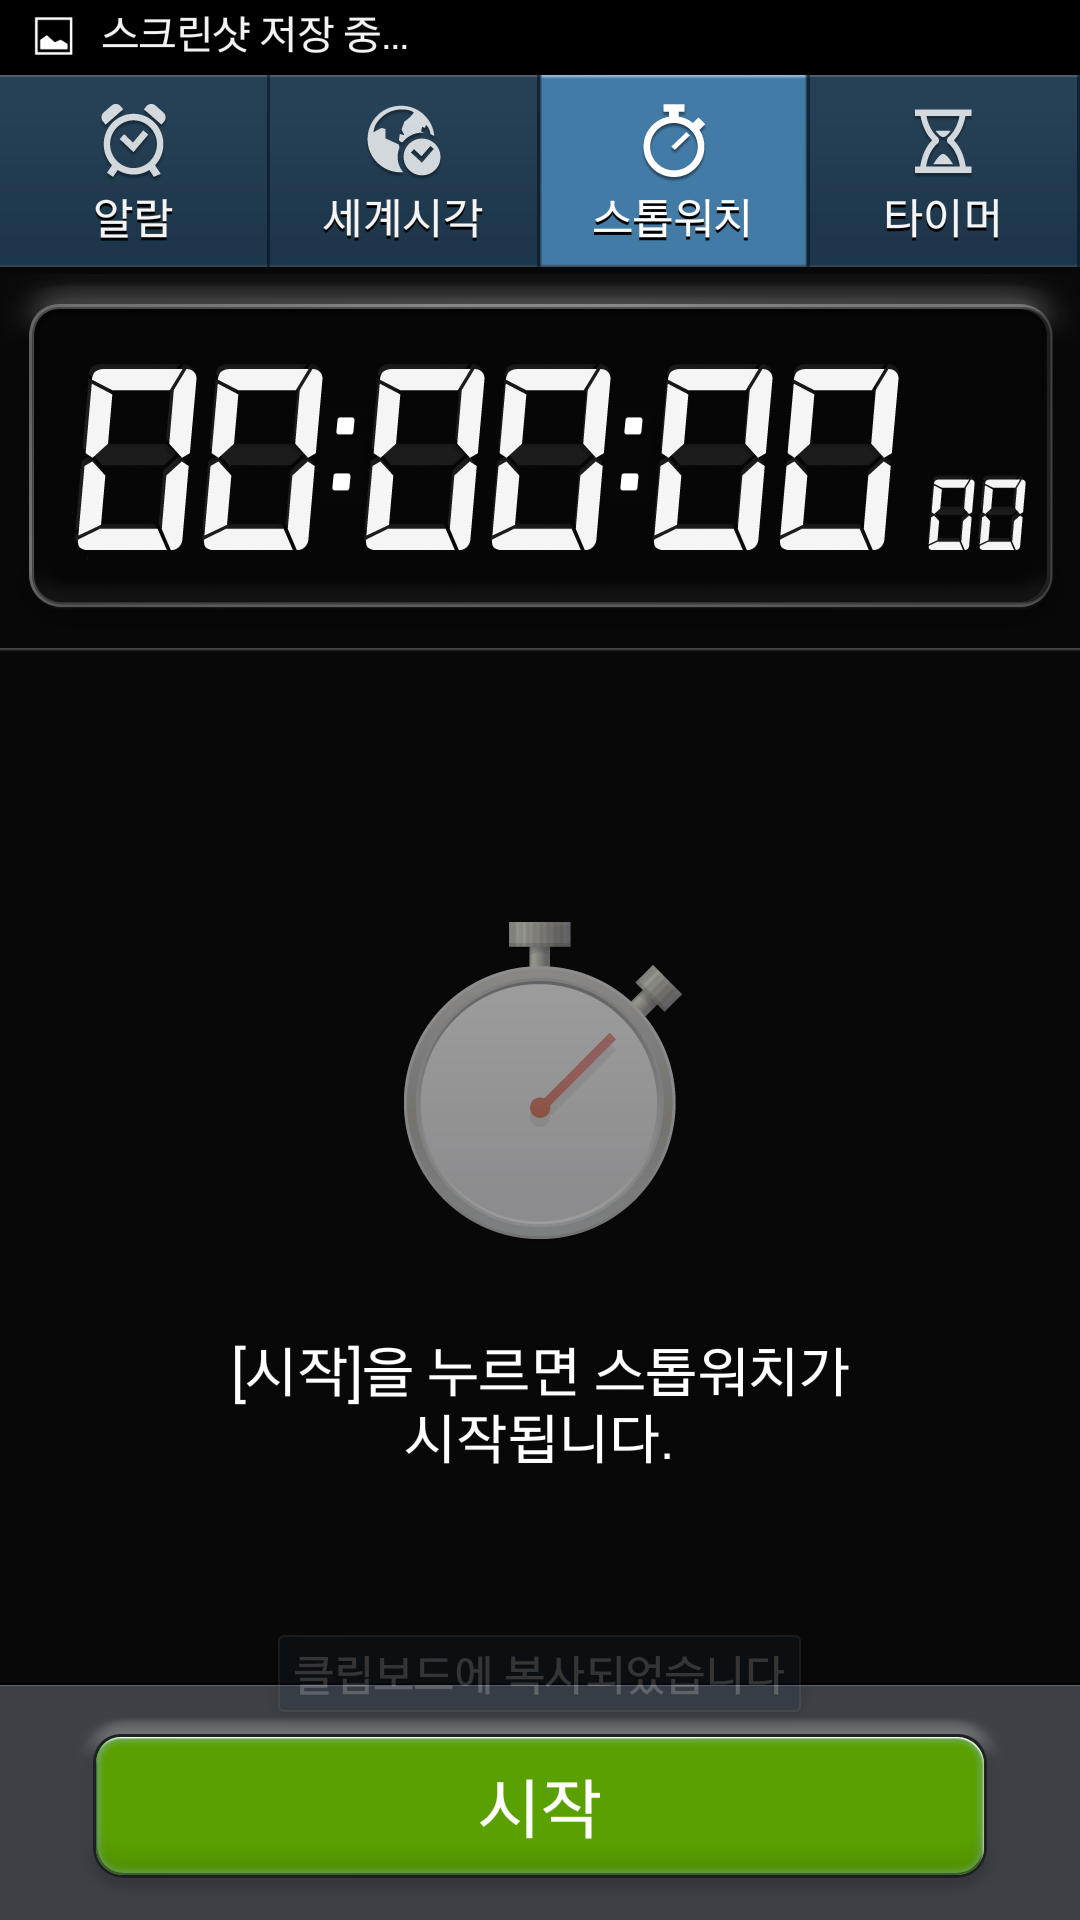 스크린샷 저장 중...
알람 세계시각 스톱워치 타이머
00:00:00 00
[시작]을 누르면 스톱워치가
시작됩니다.
클립보드에 복사되었습니다
시작